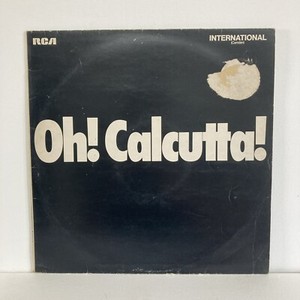 RCA
INTERNATIONAL
(Camden)
Oh! Calcutta!